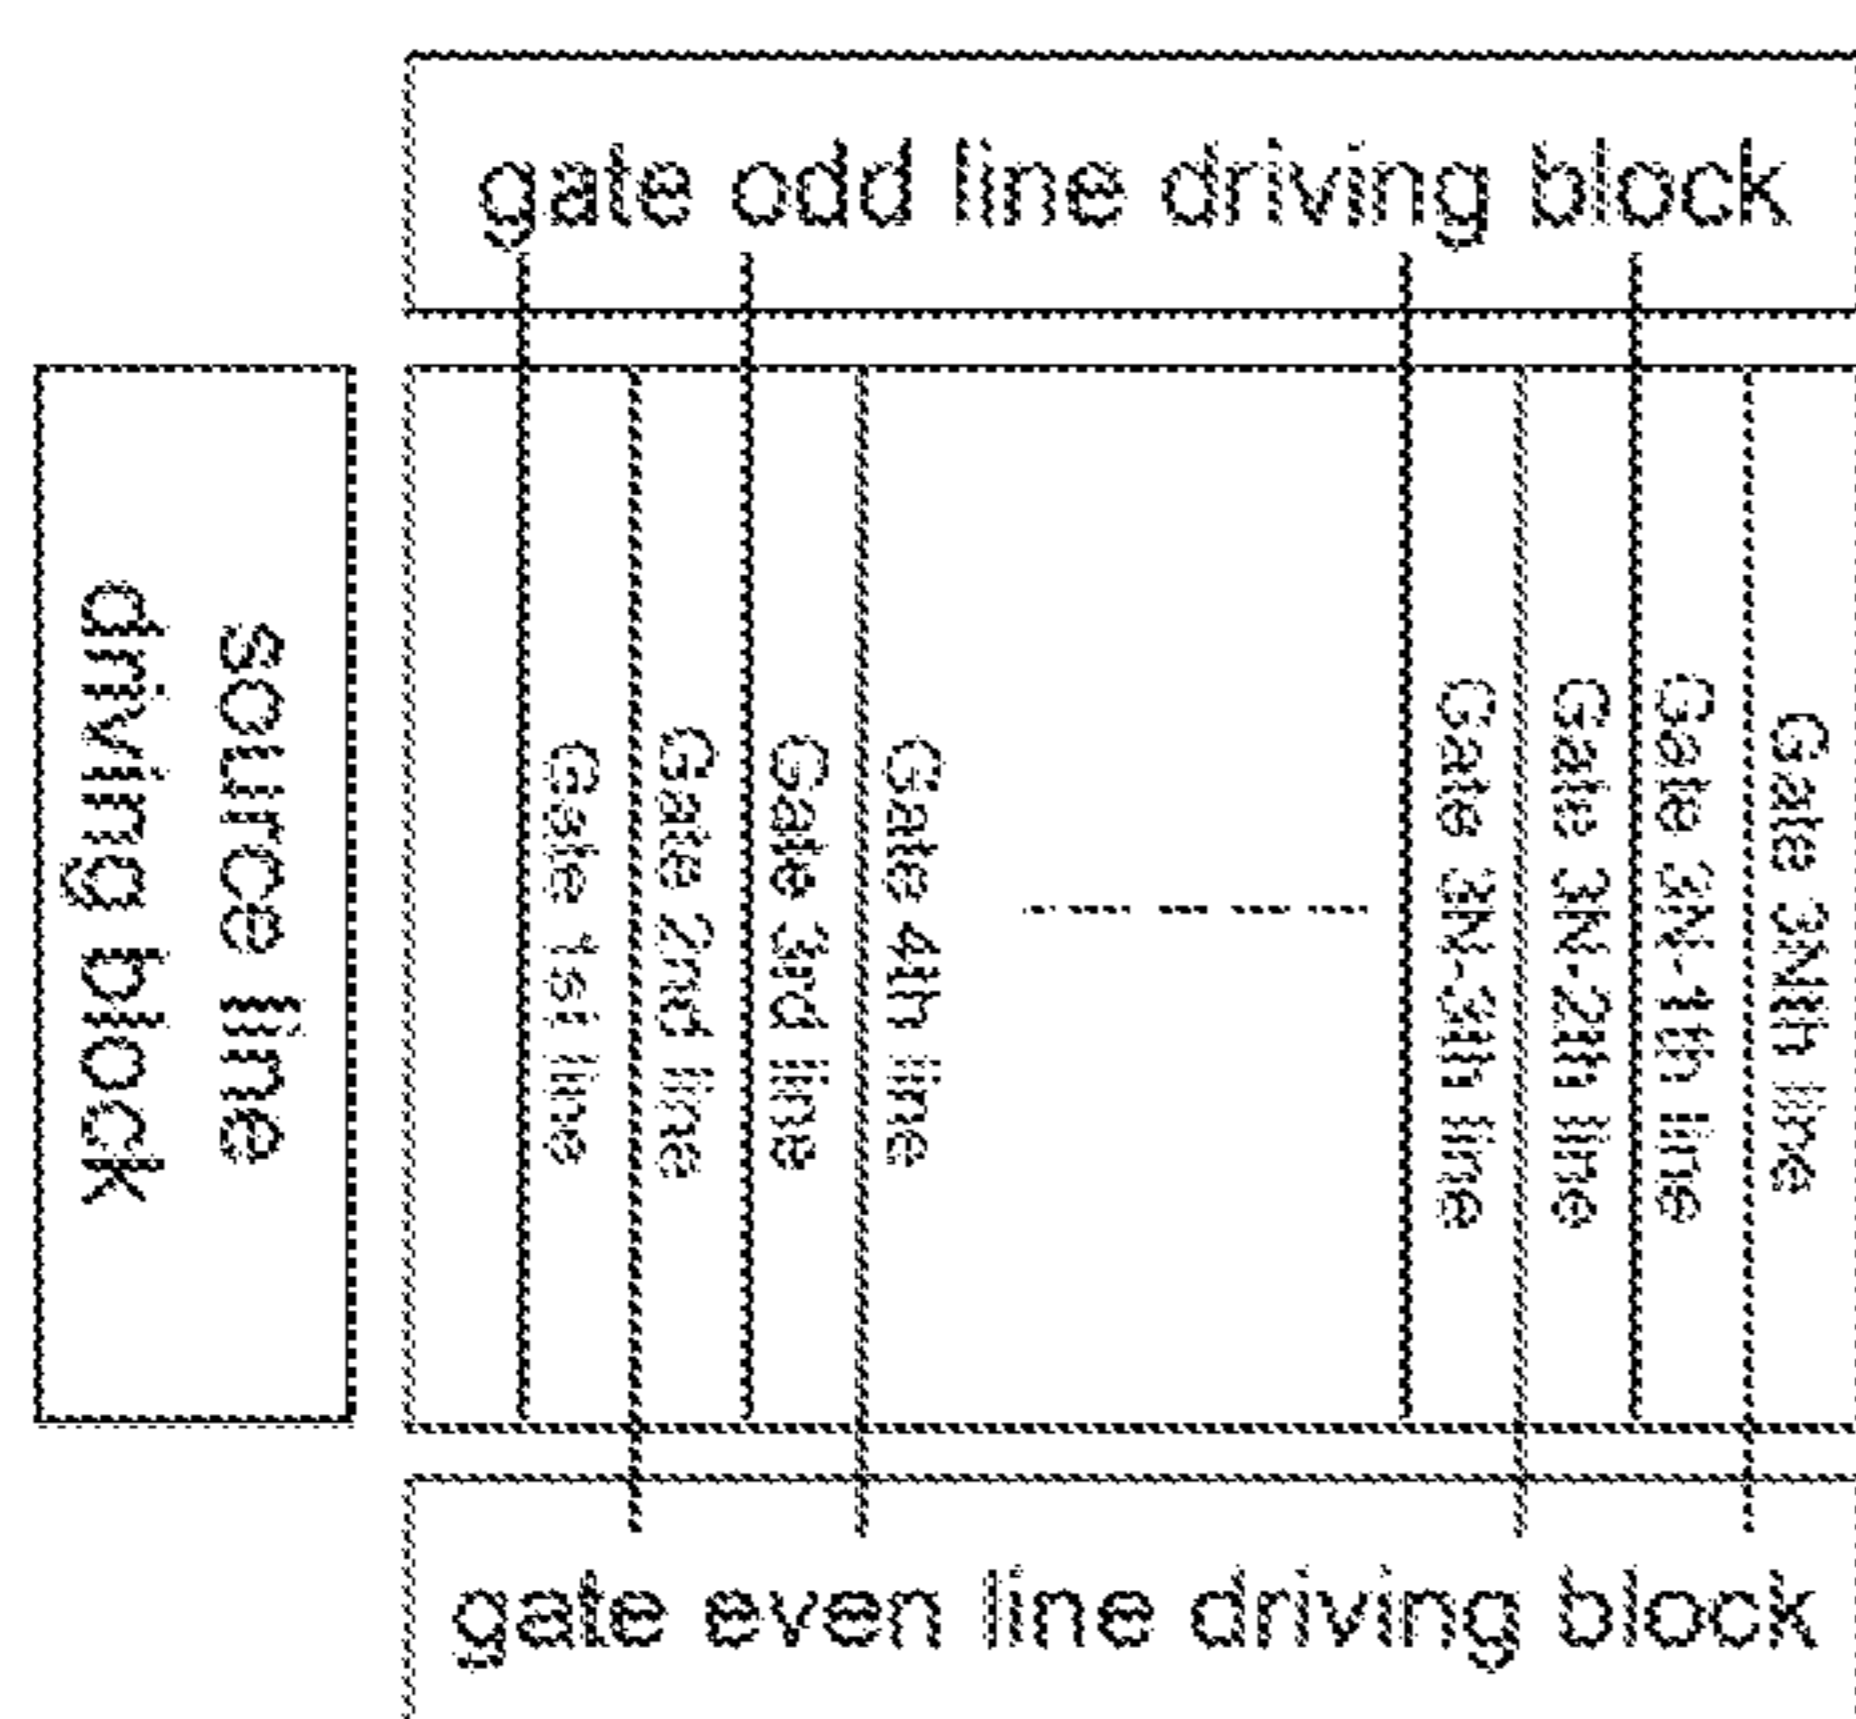 gate odd line driving block
source line
driving block
Gate 1st line
Gate 2nd line
Gate 3rd line
Gate 4th line
Gate 3N-3th line
Gate 3N-2th line
Gate 3N-1th line
Gate 3Nth line
gate even line driving block